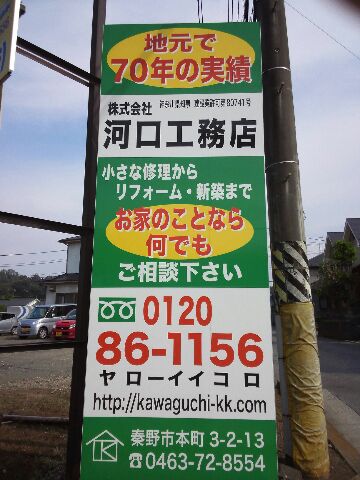 地元で
70年の実績
株式会社
河口工務店
小さな修理から
リフォーム・新築まで
お家のことなら
何でも
ご相談下さい
0120
86-1156
ヤローイイコロ
http://kawaguchi-kk.com
秦野市本町3-2-13
☎0463-72-8554